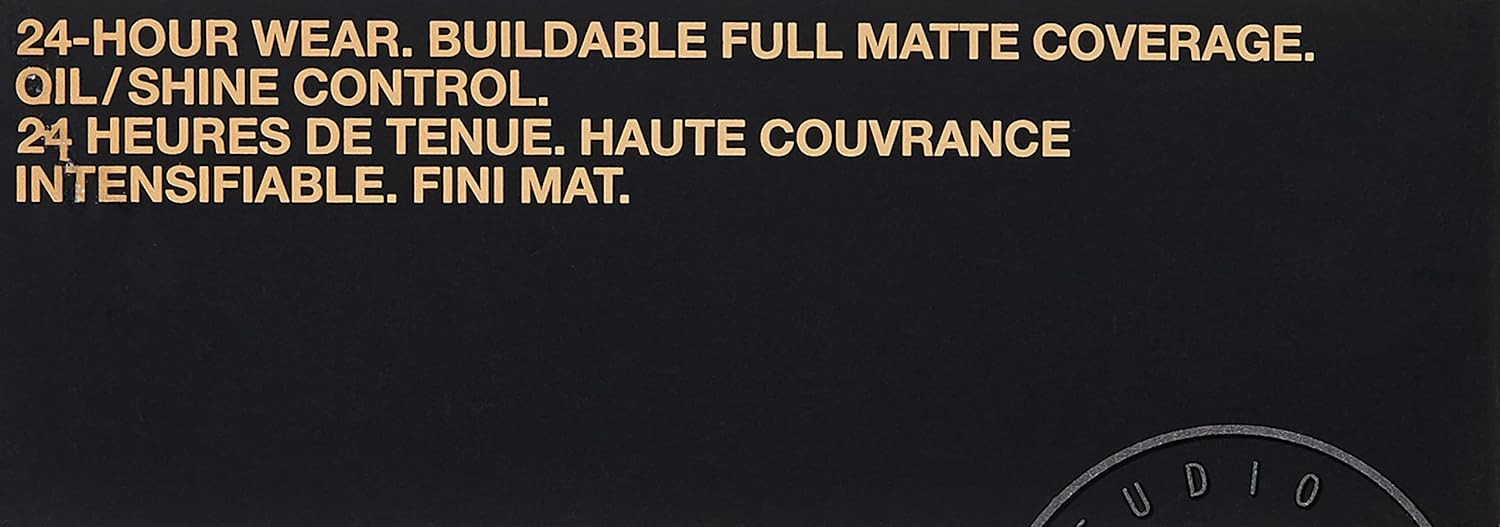 24-HOUR WEAR. BUILDABLE FULL MATTE COVERAGE.
OIL/SHINE CONTROL.
24 HEURES DE TENUE. HAUTE COUVRANCE
INTENSIFIABLE. FINI MAT.